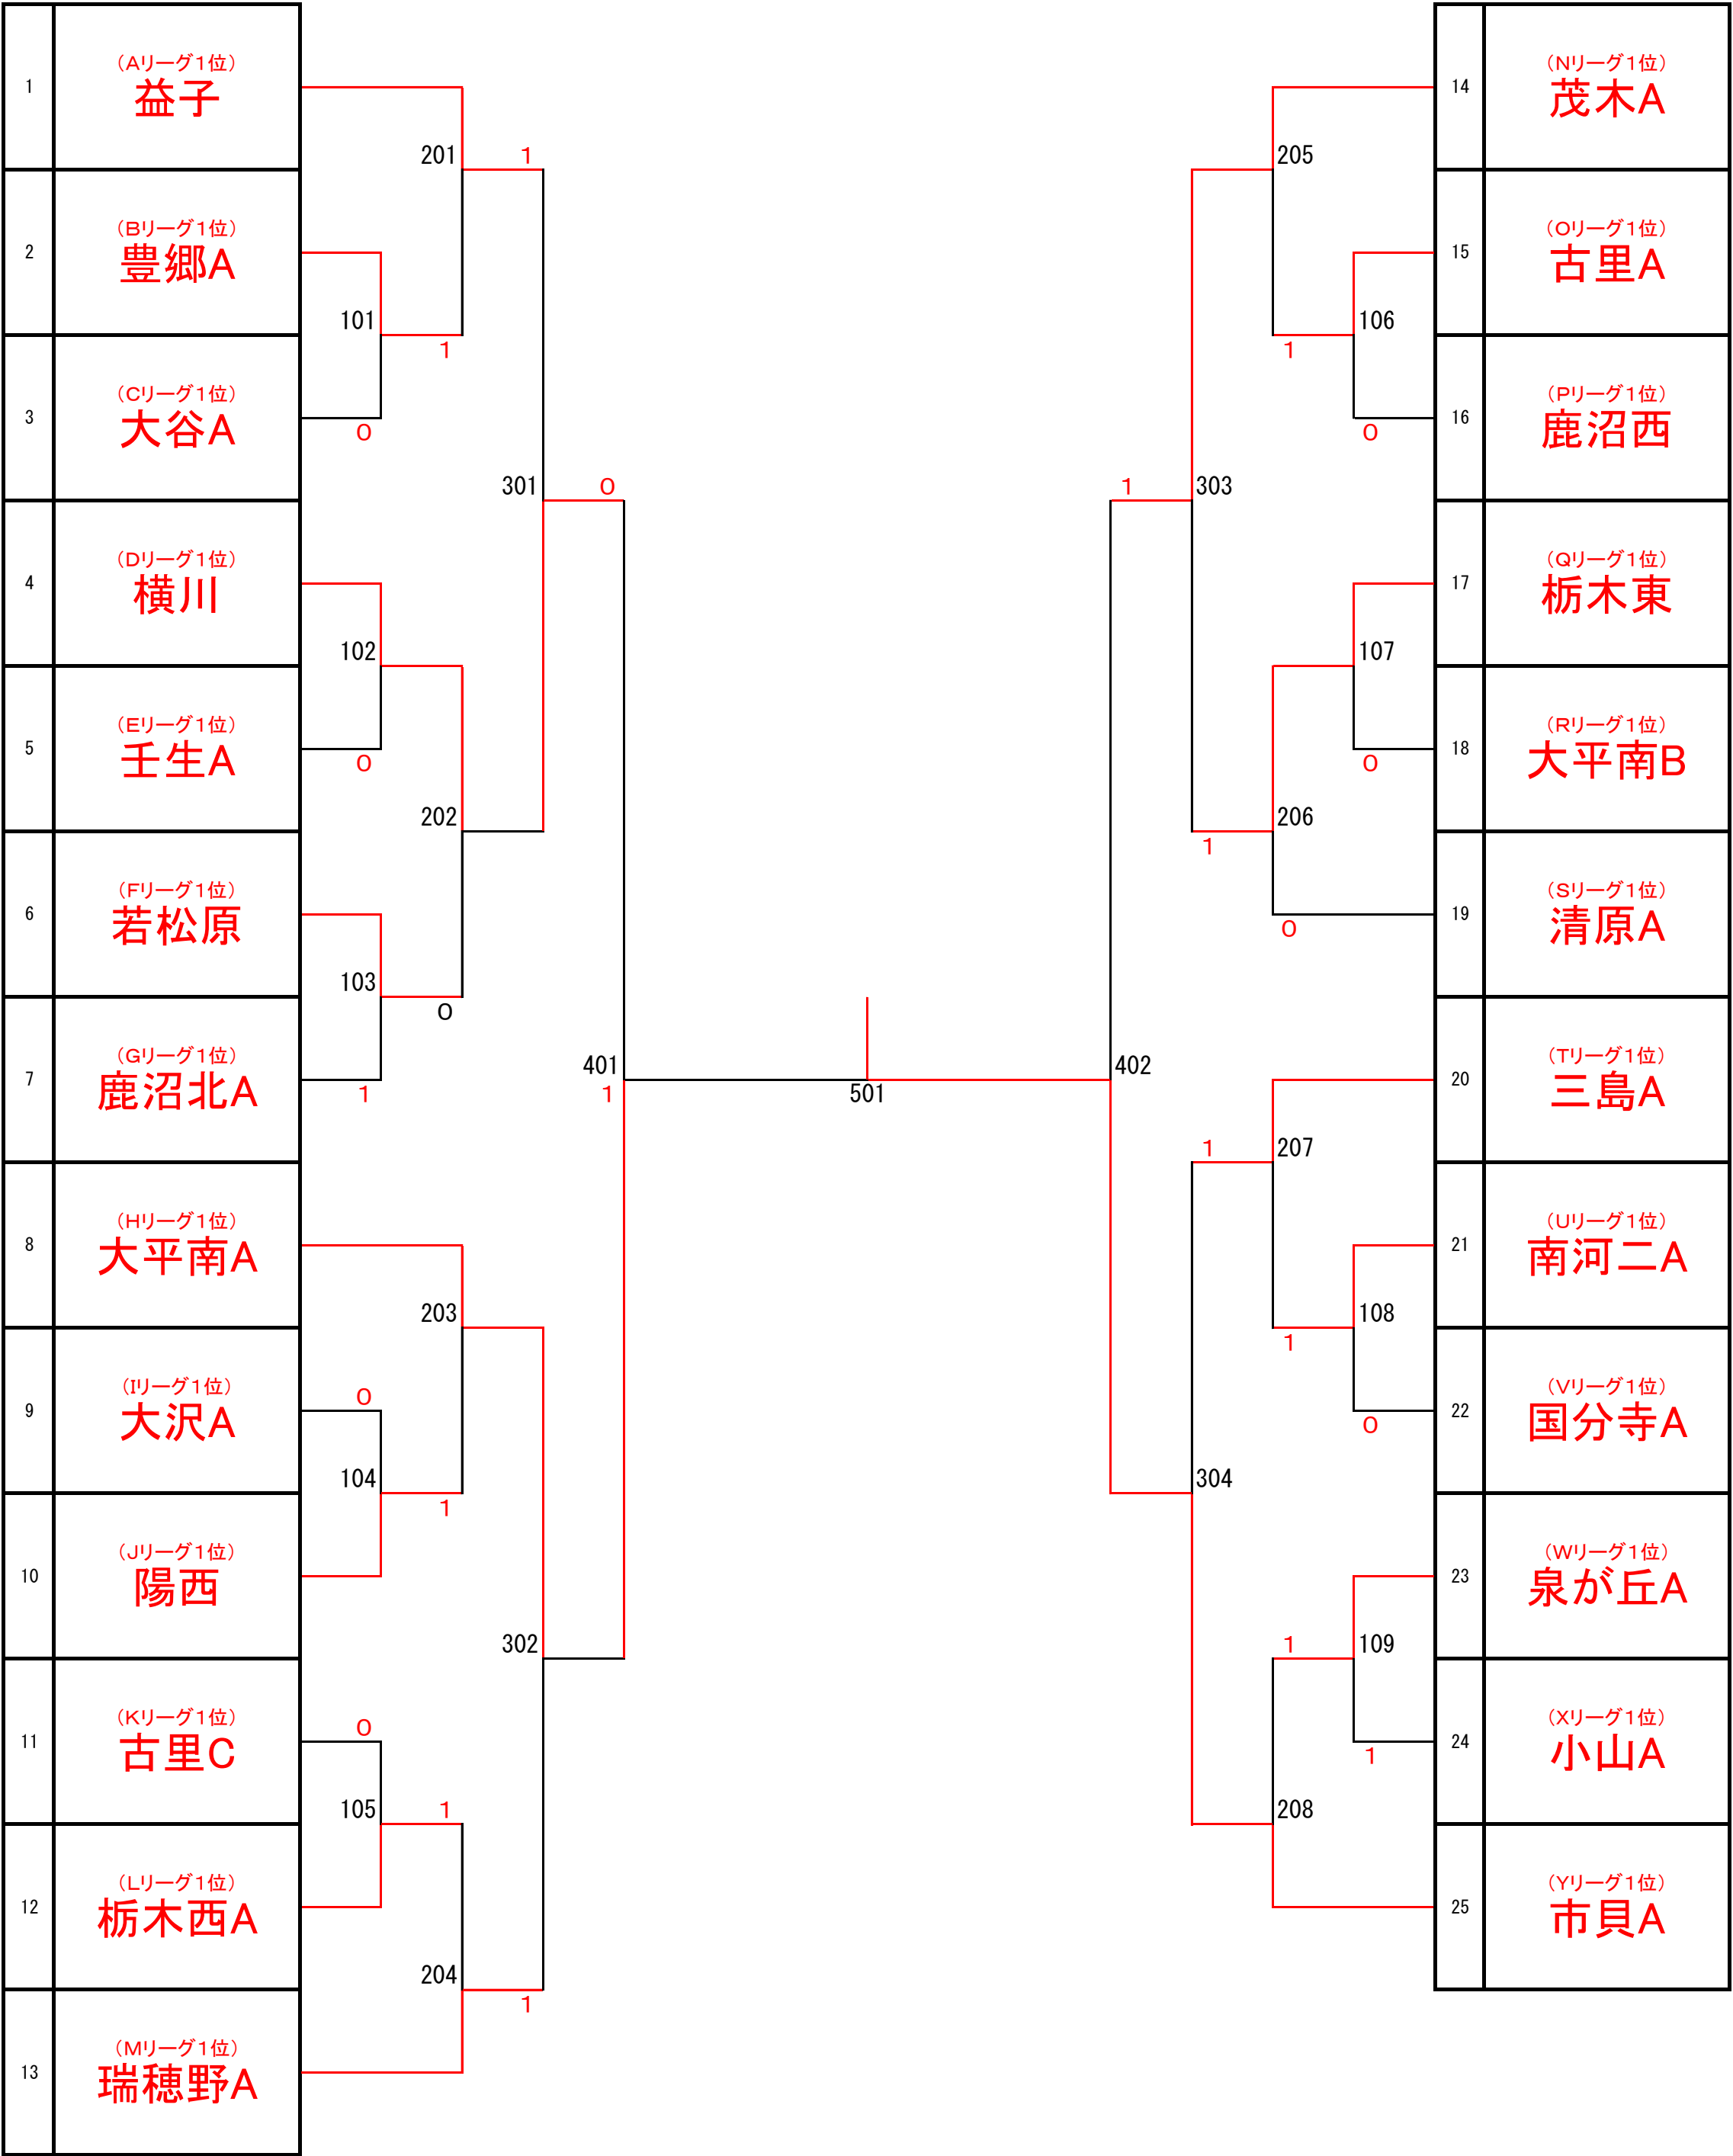 1
（Aリーグ１位）
益子
2
（Bリーグ１位）
豊郷A
3
（Cリーグ１位）
大谷A
4
（Dリーグ１位）
横川
5
（Eリーグ１位）
壬生A
6
（Fリーグ１位）
若松原
7
（Gリーグ１位）
鹿沼北A
8
（Hリーグ１位）
大平南A
9
（Iリーグ１位）
大沢A
10
（Jリーグ１位）
陽西
11
（Kリーグ１位）
古里C
12
（Lリーグ１位）
栃木西A
13
（Mリーグ１位）
瑞穂野A
101
1
0
102
0
103
0
1
104
0
1
105
0
1
201
1
202
203
204
1
301
0
302
401
1
501
402
303
1
304
205
206
1
0
207
1
208
106
1
0
107
0
108
1
0
109
1
1
14
（Nリーグ１位）
茂木A
15
（Oリーグ１位）
古里A
16
（Pリーグ１位）
鹿沼西
17
（Qリーグ１位）
栃木東
18
（Rリーグ１位）
大平南B
19
（Sリーグ１位）
清原A
20
（Tリーグ１位）
三島A
21
（Uリーグ１位）
南河二A
22
（Vリーグ１位）
国分寺A
23
（Wリーグ１位）
泉が丘A
24
（Xリーグ１位）
小山A
25
（Yリーグ１位）
市貝A